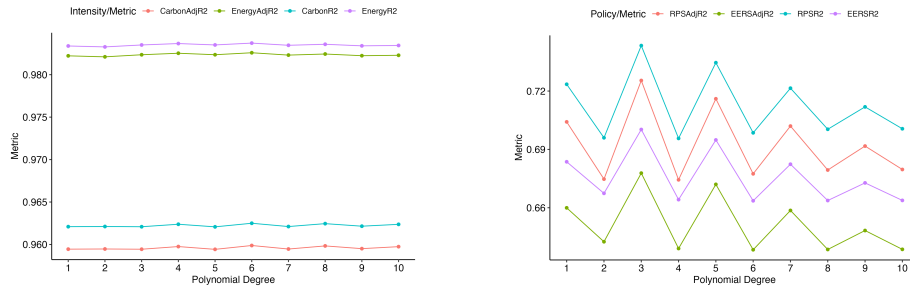 Intensity/Metric CarbonAdjR2 EnergyAdjR2 CarbonR2 EnergyR2
0.980
0.975
0.970
0.965
0.960
Metric
1 2 3 4 5 6 7 8 9 10
Polynomial Degree
Policy/Metric RPSAdjR2 EERSAdjR2 RPSR2 EERSR2
0.72
0.69
0.66
Metric
1 2 3 4 5 6 7 8 9 10
Polynomial Degree